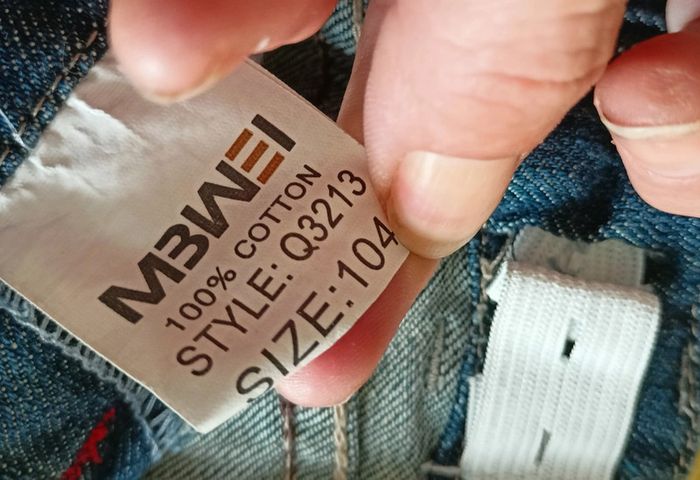 MBWEI
100% COTTON
STYLE: Q3213
SIZE:104